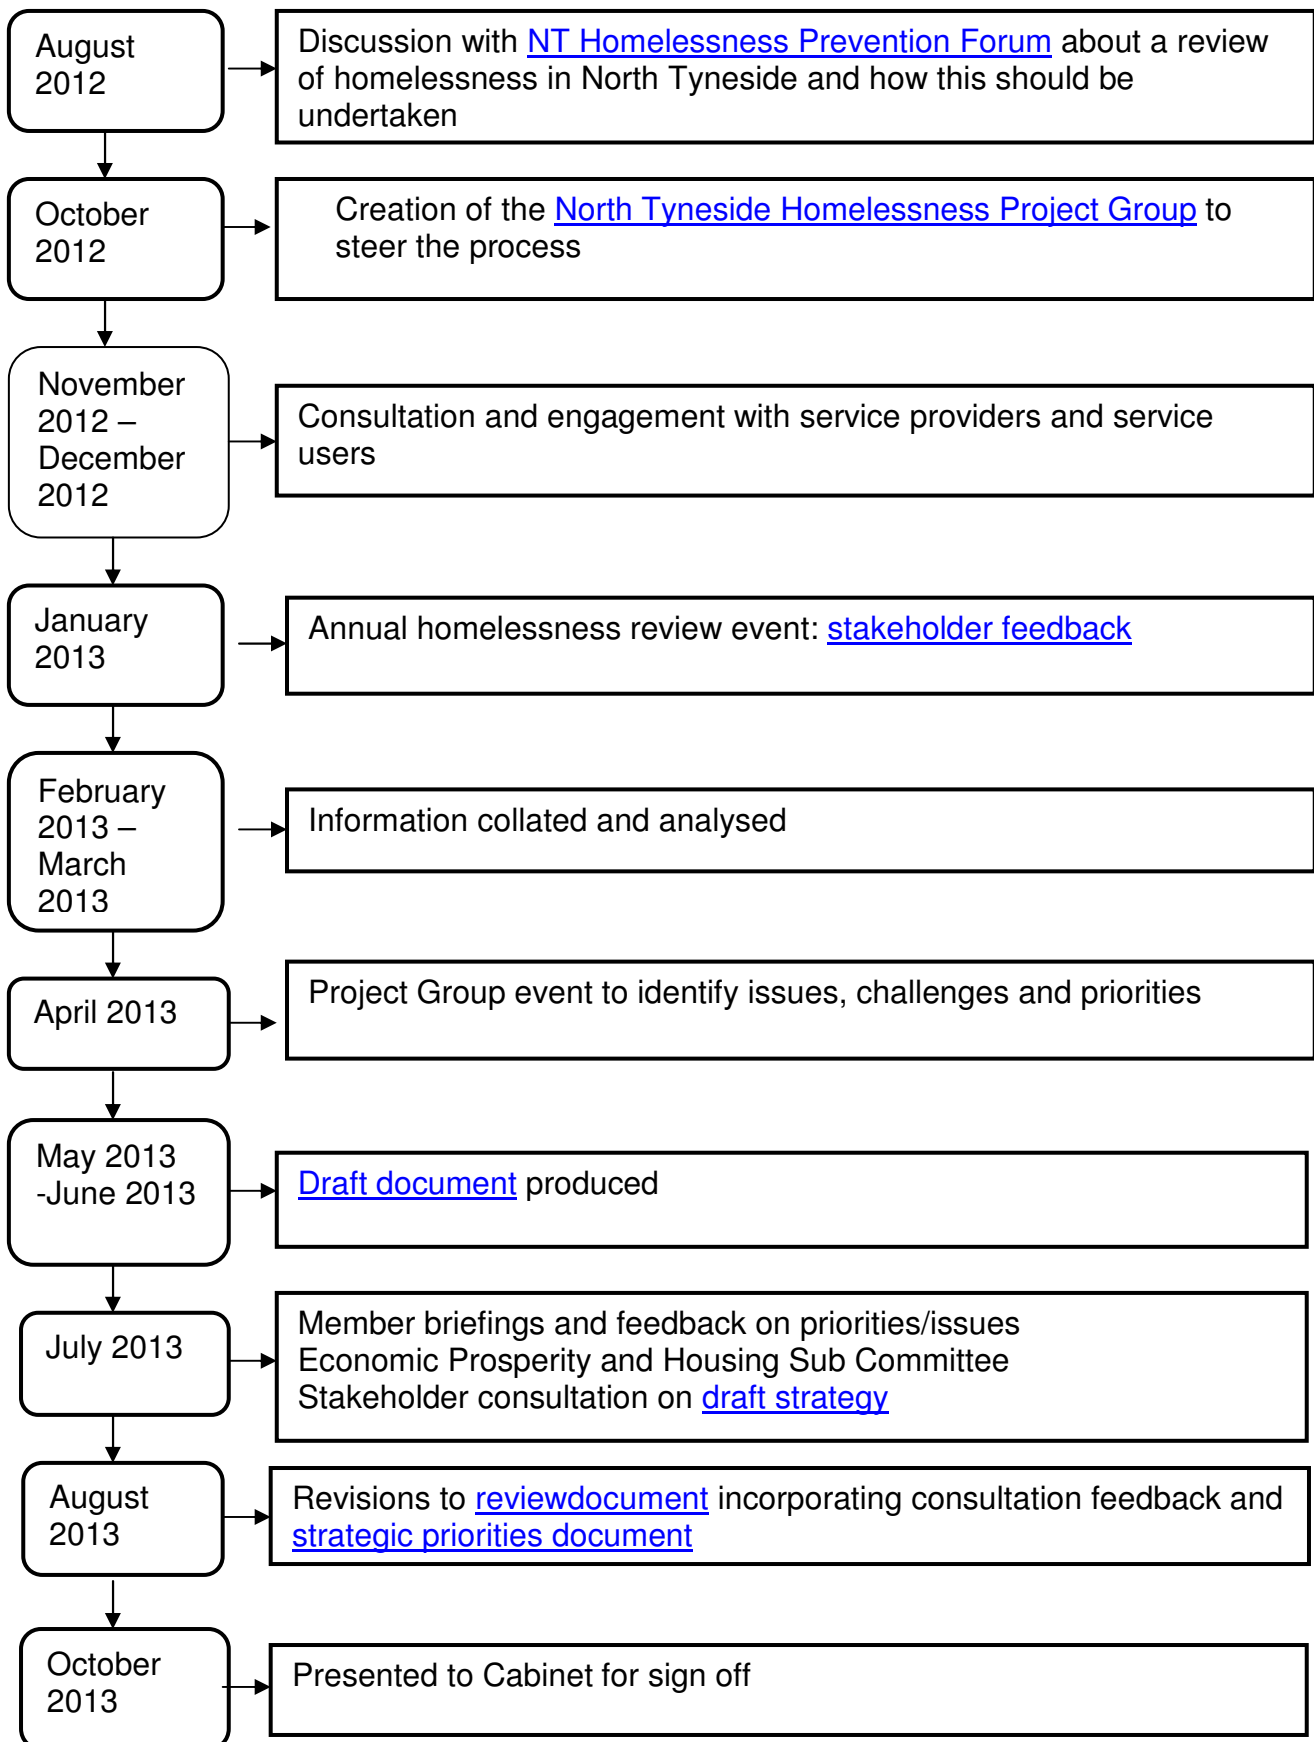 August
2012
Discussion with NT Homelessness Prevention Forum about a review
of homelessness in North Tyneside and how this should be
undertaken
October
2012
Creation of the North Tyneside Homelessness Project Group to
steer the process
November
2012 –
December
2012
Consultation and engagement with service providers and service
users
January
2013
Annual homelessness review event: stakeholder feedback
February
2013 –
March
2013
Information collated and analysed
April 2013
Project Group event to identify issues, challenges and priorities
May 2013
-June 2013
Draft document produced
July 2013
Member briefings and feedback on priorities/issues
Economic Prosperity and Housing Sub Committee
Stakeholder consultation on draft strategy
August
2013
Revisions to reviewdocument incorporating consultation feedback and
strategic priorities document
October
2013
Presented to Cabinet for sign off